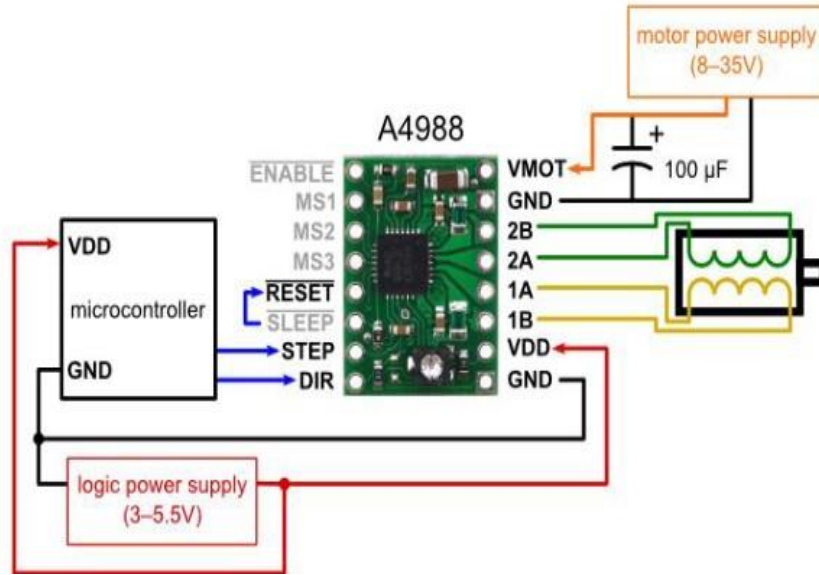 motor power supply
(8–35V)
A4988
ENABLE
VMOT
+
100 µF
MS1
GND
MS2
2B
MS3
2A
VDD
RESET
1A
microcontroller
SLEEP
1B
STEP
VDD
GND
DIR
GND
logic power supply
(3–5.5V)